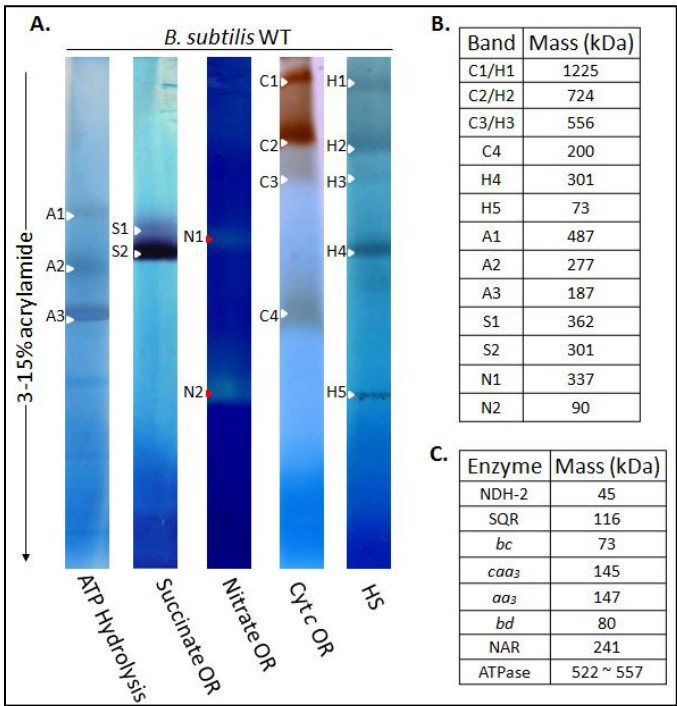 A.
B. subtilis WT
3-15% acrylamide
A1
A2
A3
S1
S2
N1
N2
C1
C2
C3
C4
H1
H2
H3
H4
H5
ATP Hydrolysis
Succinate OR
Nitrate OR
Cyt c OR
HS
B.
Band Mass (kDa)
C1/H1 1225
C2/H2 724
C3/H3 556
C4 200
H4 301
H5 73
A1 487
A2 277
A3 187
S1 362
S2 301
N1 337
N2 90
C.
Enzyme Mass (kDa)
NDH-2 45
SQR 116
bc 73
caa₃ 145
aa₃ 147
bd 80
NAR 241
ATPase 522 ~ 557